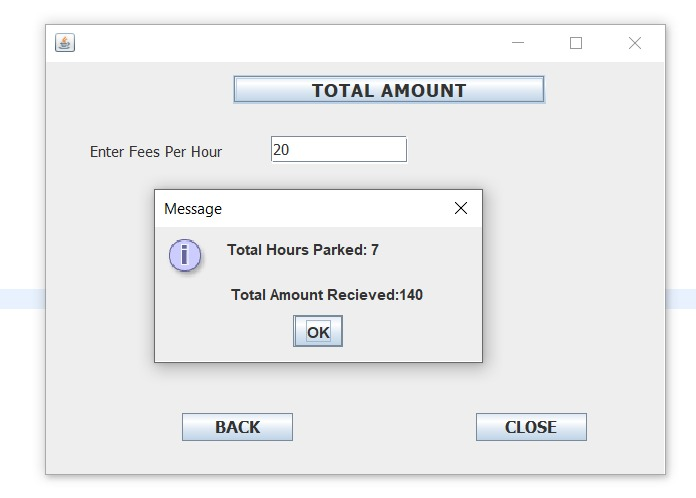 TOTAL AMOUNT
Enter Fees Per Hour 20
Message
i
Total Hours Parked: 7
Total Amount Recieved:140
OK
BACK CLOSE